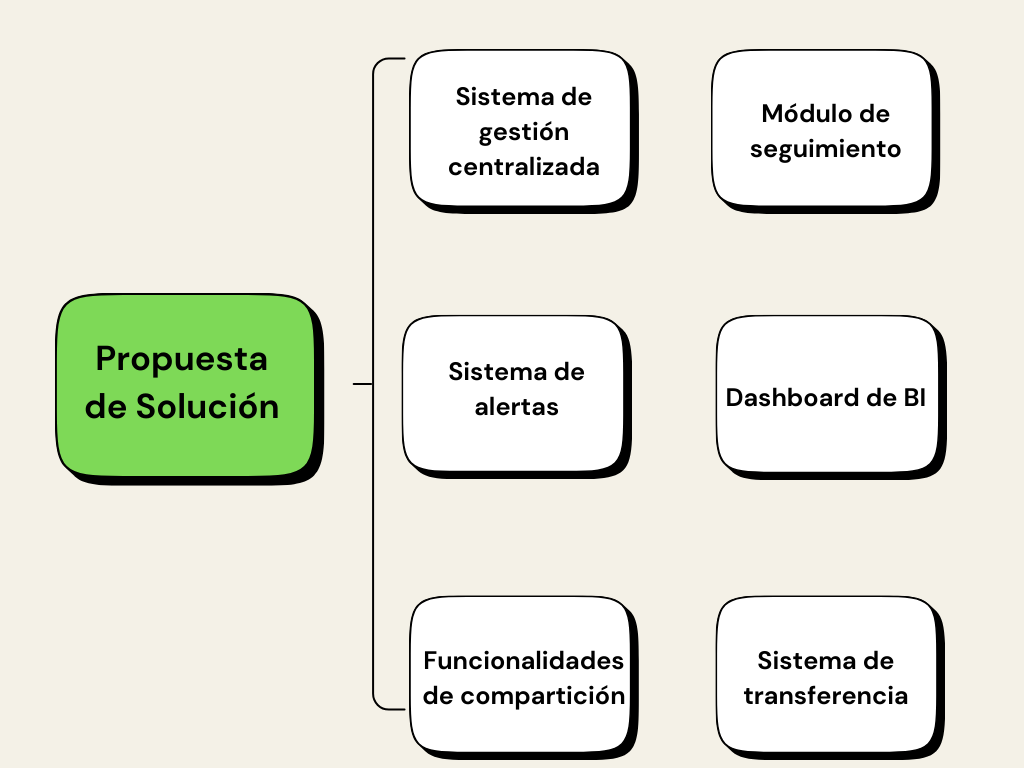 Propuesta
de Solución
Sistema de
gestión
centralizada
Módulo de
seguimiento
Sistema de
alertas
Dashboard de BI
Funcionalidades
de compartición
Sistema de
transferencia